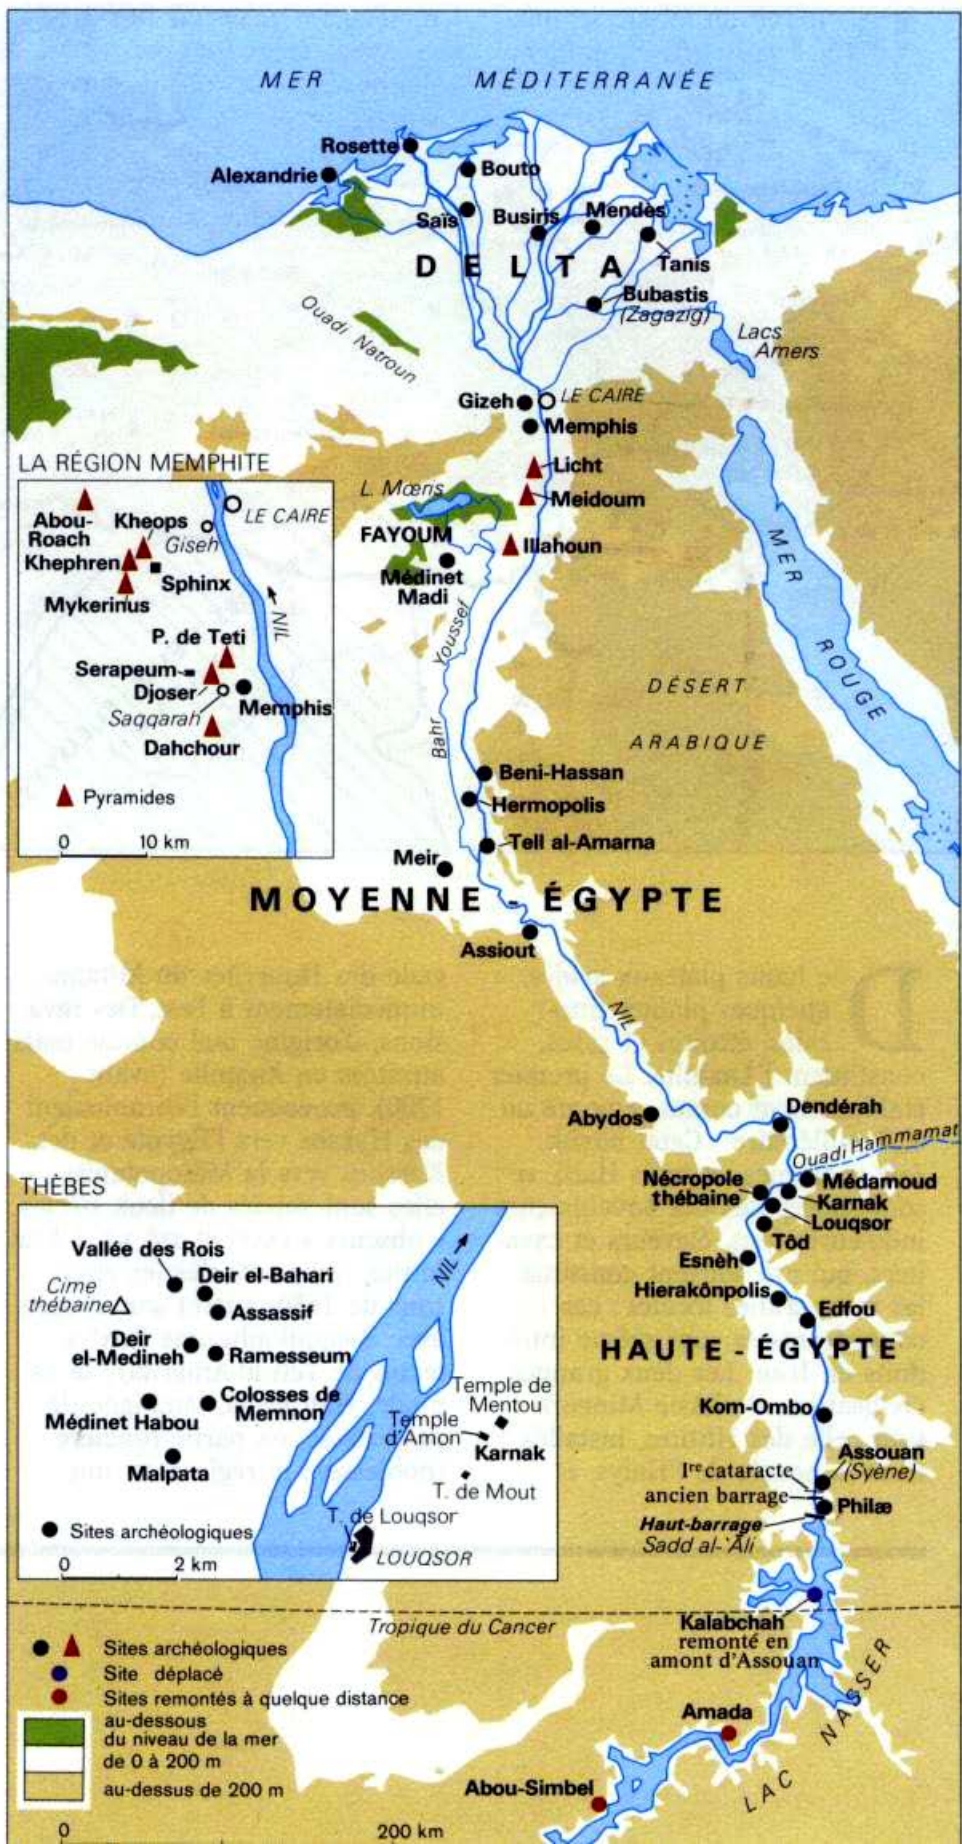 MER MÉDITERRANÉE
Rosette
Alexandrie
Bouto
Saïs
Busiris
Mendès
Tanis
DELTA
Bubastis
(Zagazig)
Ouadi Natroun
Lacs
Amers
Gizeh
LE CAIRE
Memphis
Licht
Meidoum
L. Mœris
FAYOUM
Illahoun
Médinet
Madi
Bahr Youssef
MER ROUGE
DÉSERT
ARABIQUE
LA RÉGION MEMPHITE
Abou-
Roach
Kheops
LE CAIRE
Giseh
Khephren
Sphinx
Mykerinus
NIL
P. de Teti
Serapeum
Djoser
Saqqarah
Memphis
Dahchour
Pyramides
0 10 km
Beni-Hassan
Hermopolis
Tell al-Amarna
Meir
MOYENNE - ÉGYPTE
Assiout
NIL
Abydos
Dendérah
Ouadi Hammamat
Nécropole
thébaine
Médamoud
Karnak
Louqsor
Tôd
Esnèh
Hierakônpolis
Edfou
HAUTE - ÉGYPTE
Kom-Ombo
Assouan
(Syène)
Ire cataracte
ancien barrage
Philæ
Haut-barrage
Sadd al-'Ali
THÈBES
Vallée des Rois
Deir el-Bahari
Cime
thébaine
Assassif
Deir
el-Medineh
Ramesseum
Colosses de
Memnon
Médinet Habou
Malpata
NIL
Temple de
Mentou
Temple
d'Amon
Karnak
T. de Mout
T. de Louqsor
LOUQSOR
Sites archéologiques
0 2 km
Tropique du Cancer
Kalabchah
remonté en
amont d'Assouan
LAC NASSER
Amada
Abou-Simbel
Sites archéologiques
Site déplacé
Sites remontés à quelque distance
au-dessous
du niveau de la mer
de 0 à 200 m
au-dessus de 200 m
0 200 km